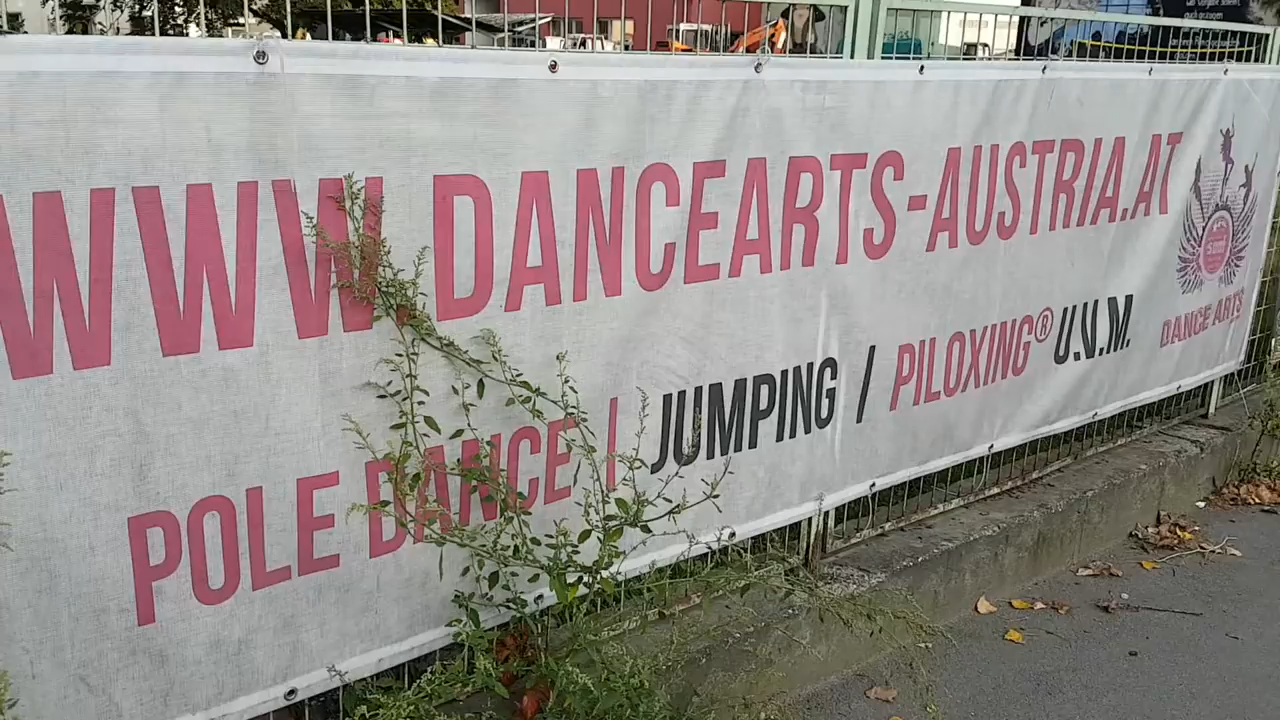 WWW.DANCEARTS-AUSTRIA.AT
POLE DANCE | JUMPING / PILOXING® U.V.M.
DANCE ARTS